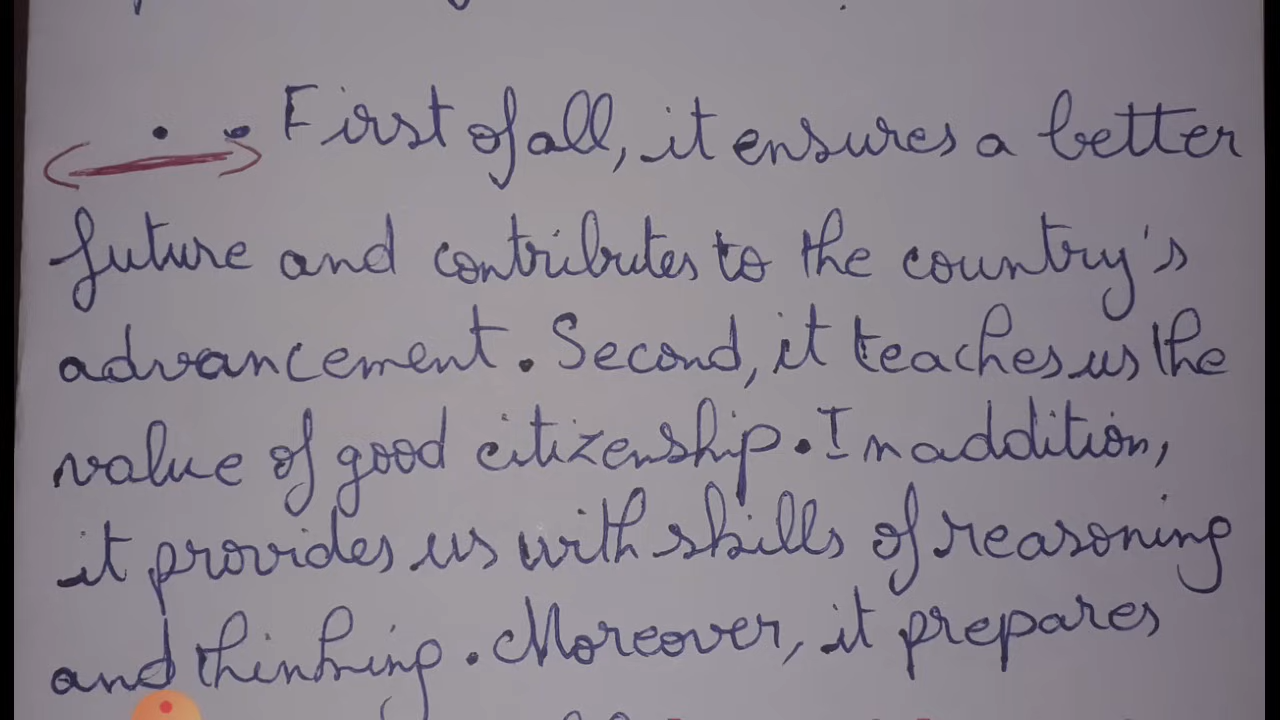 First of all, it ensures a better
future and contributes to the country's
advancement. Second, it teaches us the
value of good citizenship. In addition,
it provides us with skills of reasoning
and thinking. Moreover, it prepares